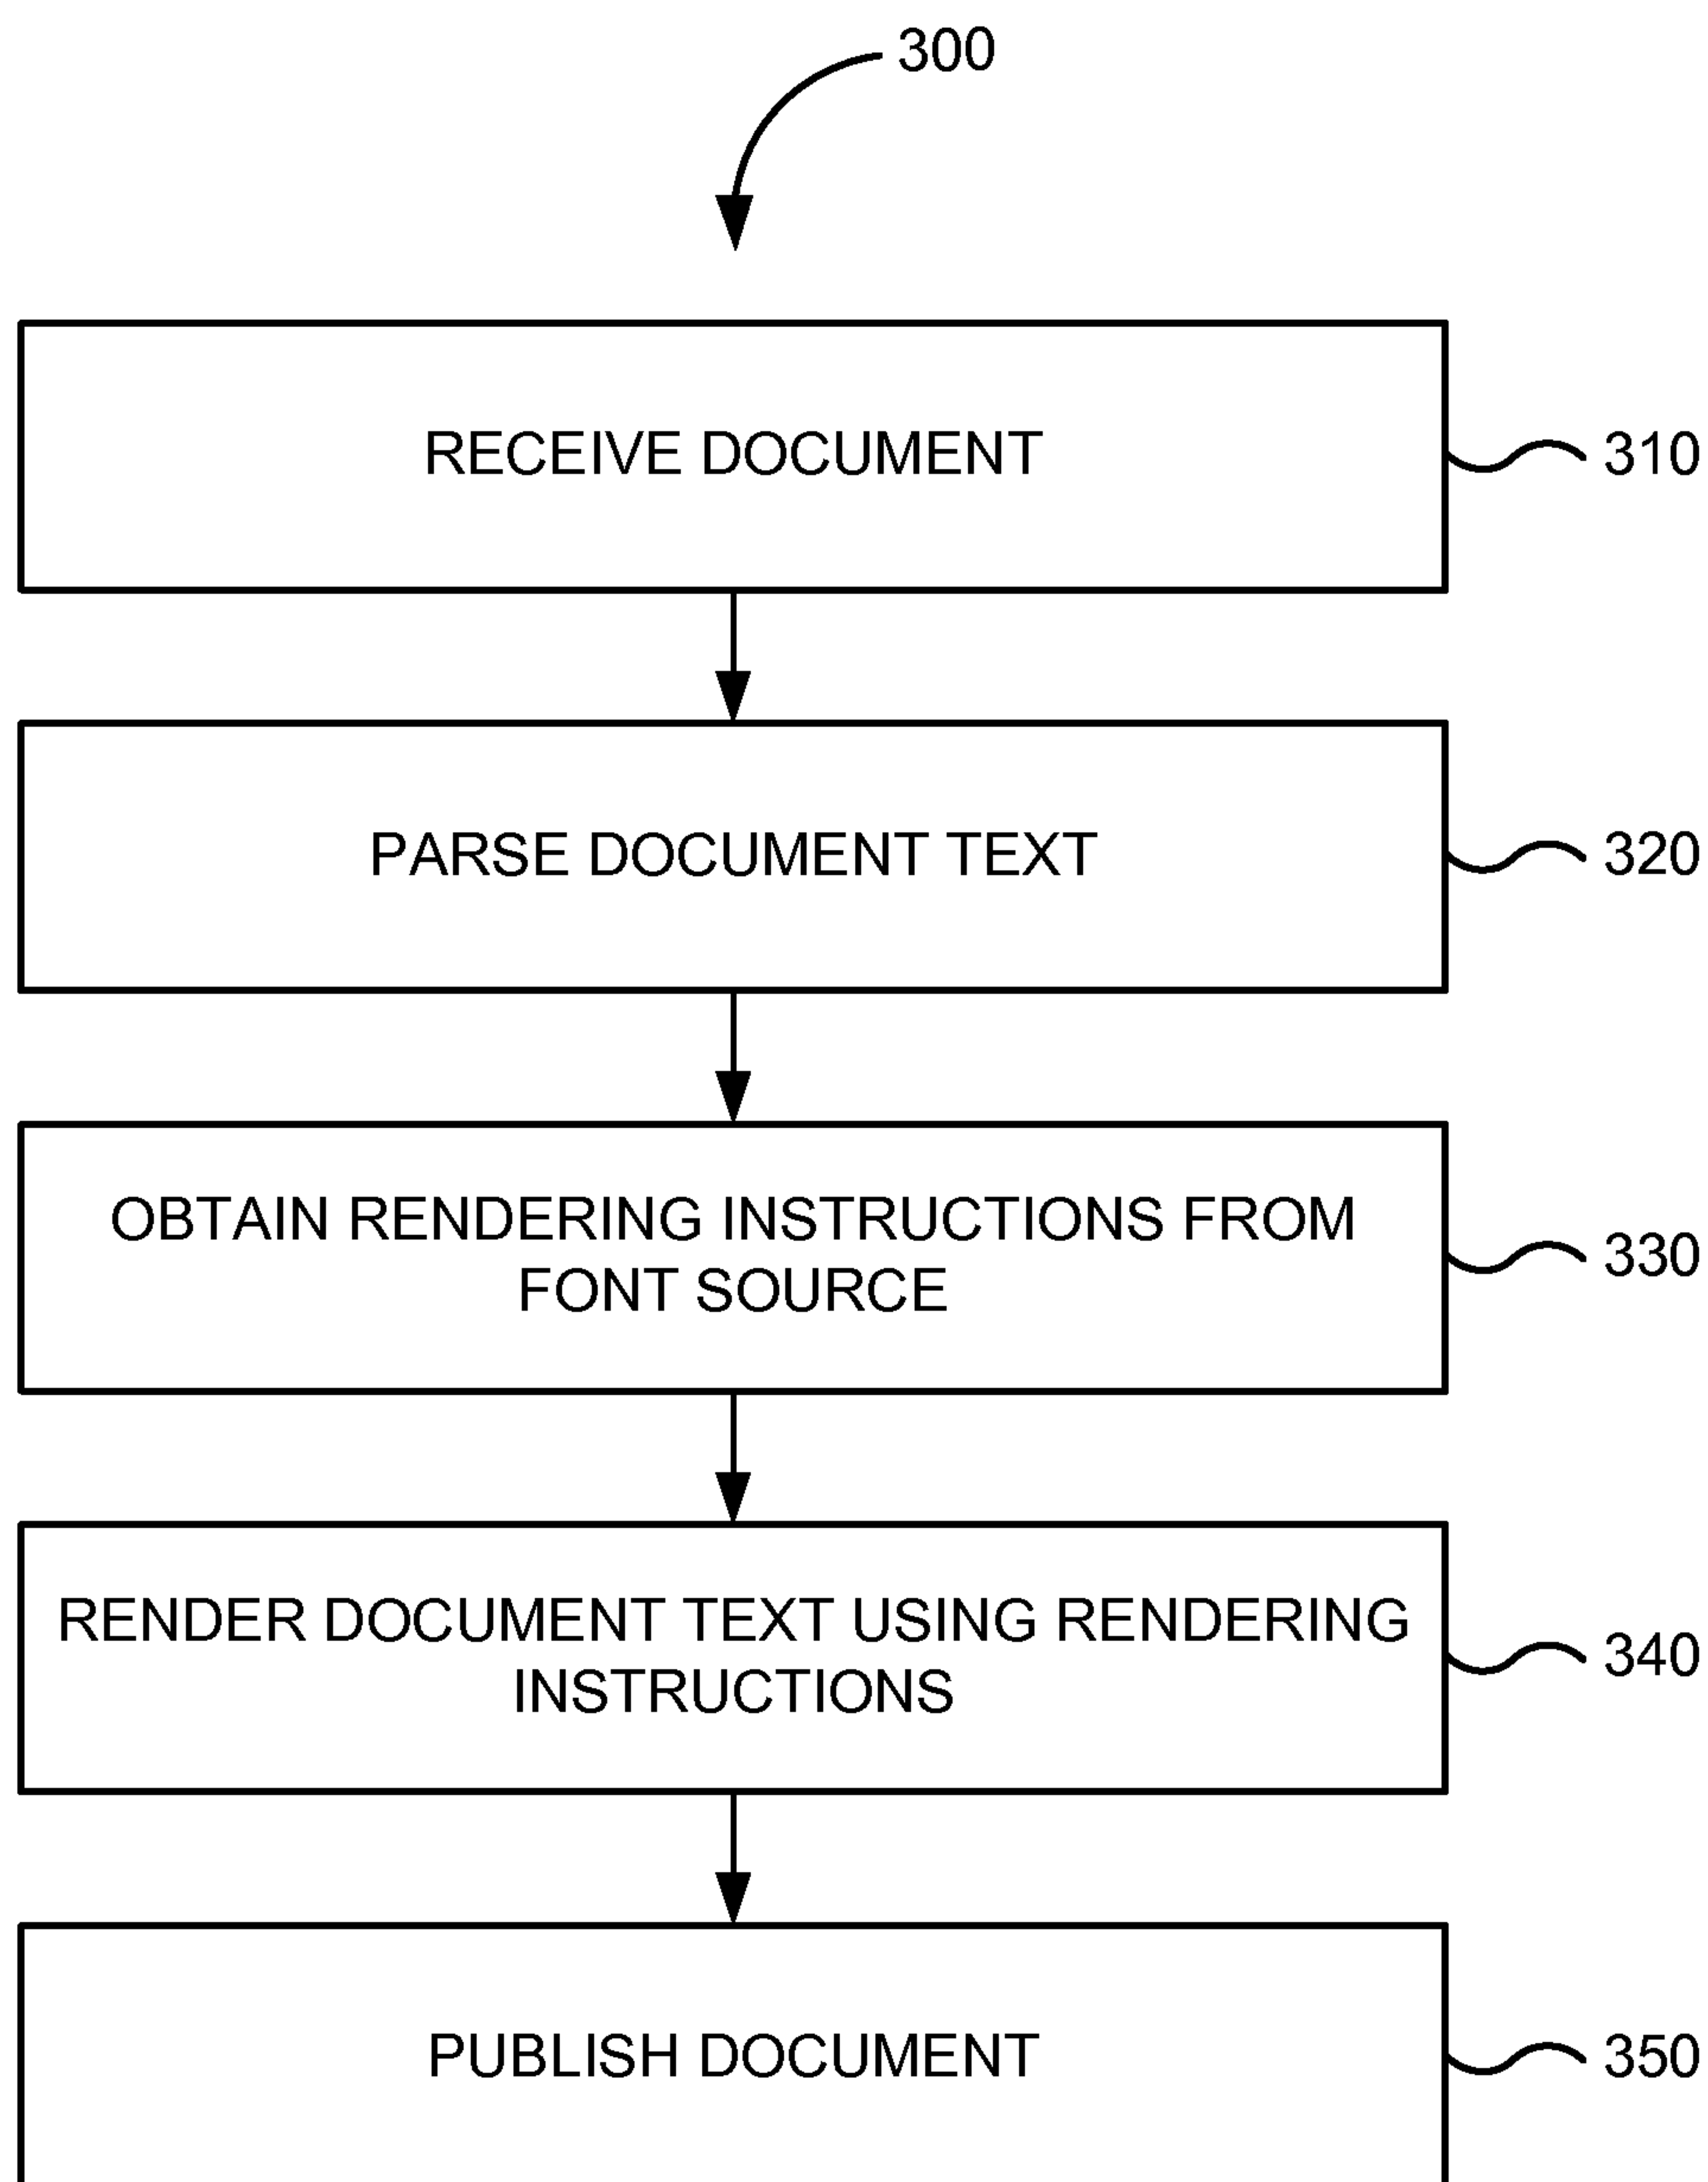 300
RECEIVE DOCUMENT
310
PARSE DOCUMENT TEXT
320
OBTAIN RENDERING INSTRUCTIONS FROM
FONT SOURCE
330
RENDER DOCUMENT TEXT USING RENDERING
INSTRUCTIONS
340
PUBLISH DOCUMENT
350